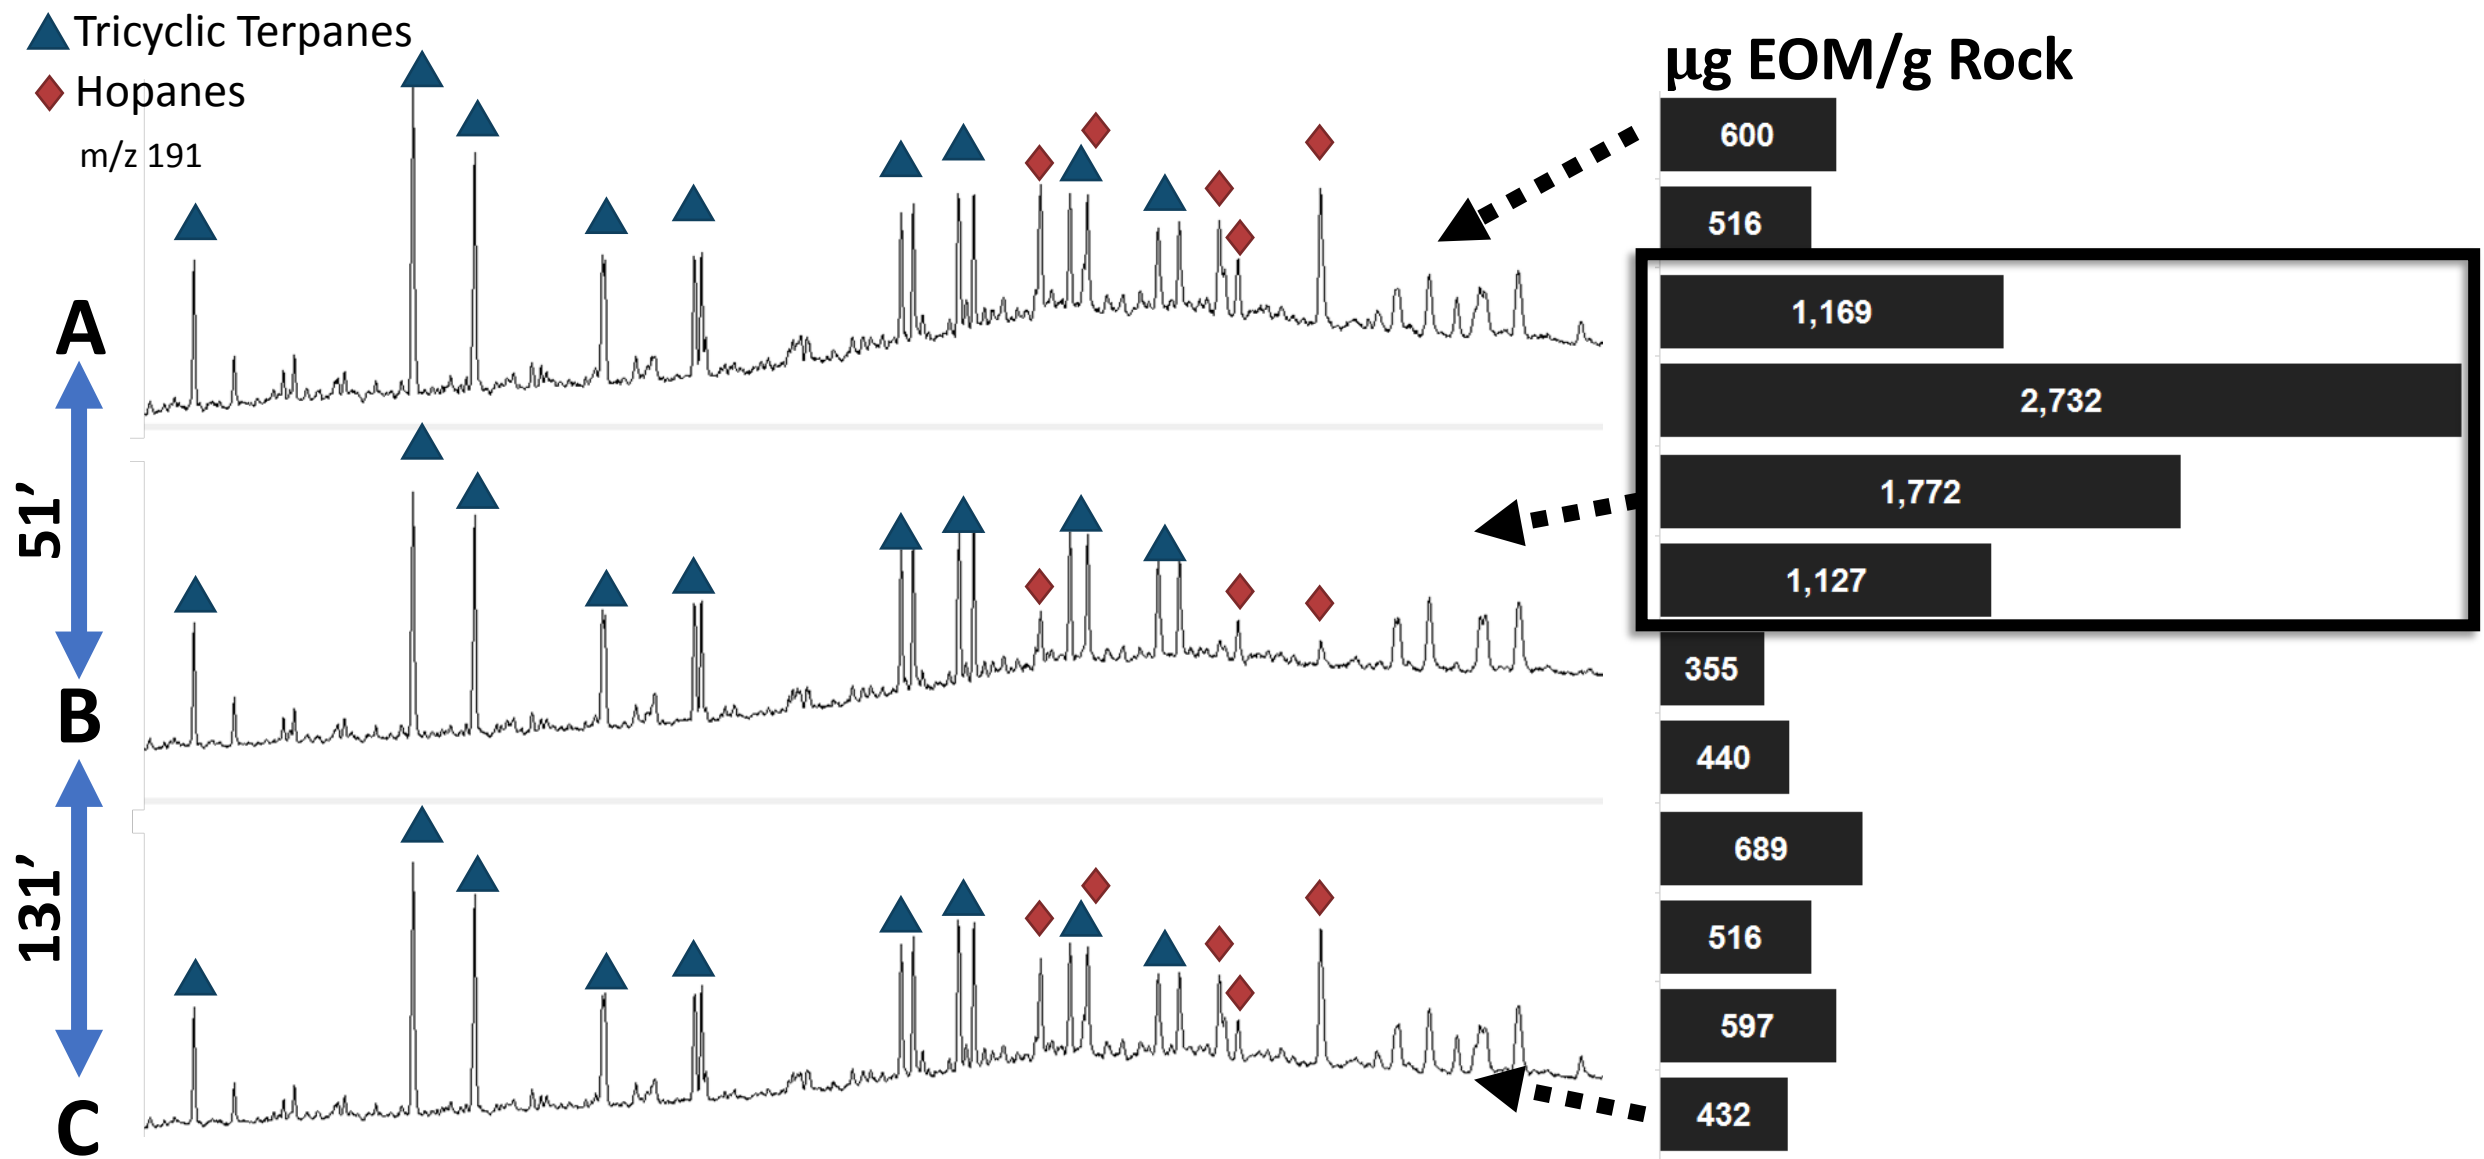 Tricyclic Terpanes
Hopanes
m/z 191
A
51’
B
131’
C
µg EOM/g Rock
600
516
1,169
2,732
1,772
1,127
355
440
689
516
597
432